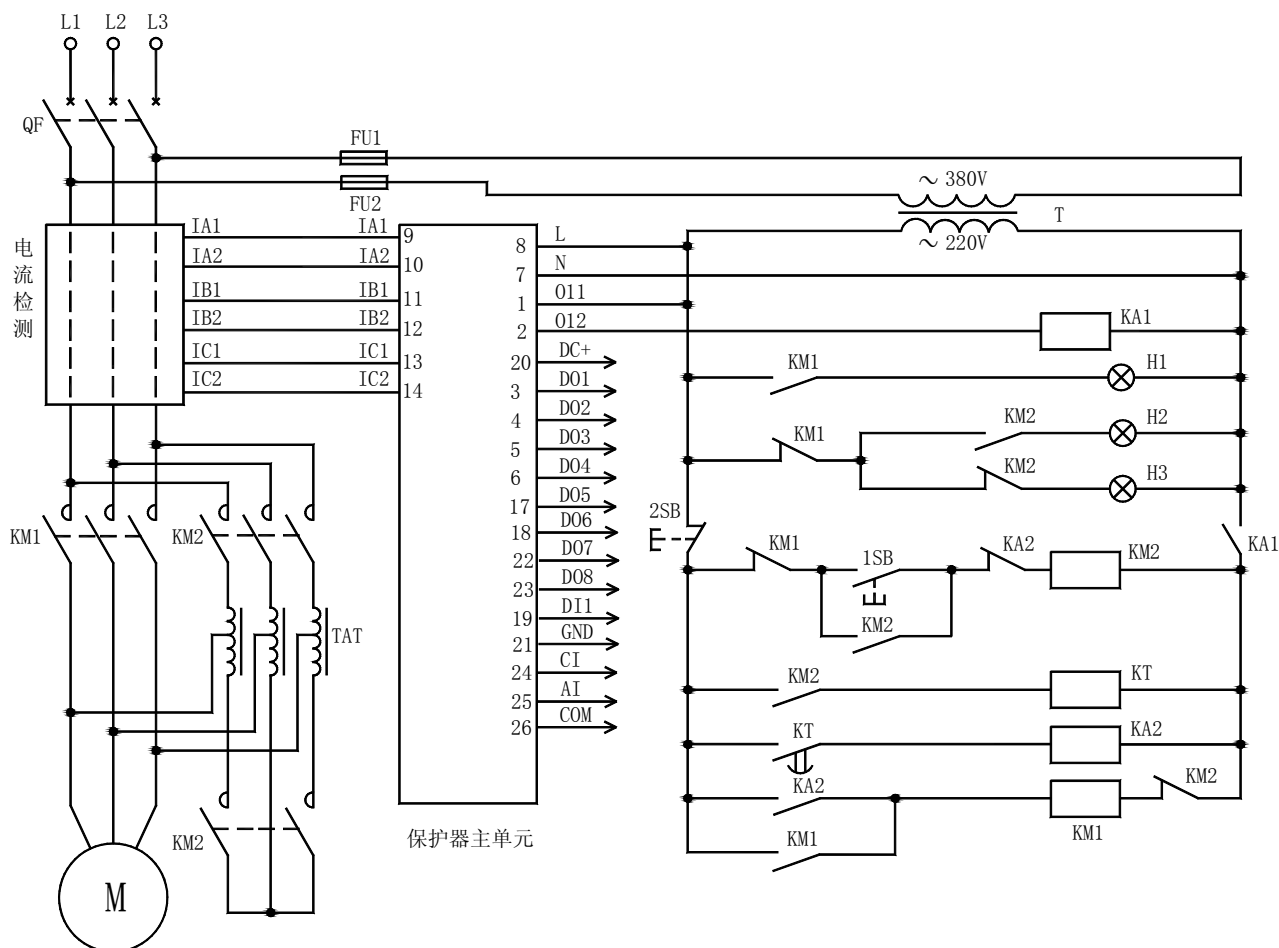 L1 L2 L3
QF
FU1
FU2
～380V
T
～220V
电流检测
IA1 IA1 9
IA2 IA2 10
IB1 IB1 11
IB2 IB2 12
IC1 IC1 13
IC2 IC2 14
8 L
7 N
1 O11
2 O12
20 DC+
3 DO1
4 DO2
5 DO3
6 DO4
17 DO5
18 DO6
22 DO7
23 DO8
19 DI1
21 GND
24 CI
25 AI
26 COM
保护器主单元
KM1
KM2
TAT
KM2
M
KA1
KM1 H1
KM1 KM2 H2
KM2 H3
2SB
KA1
KM1 1SB KA2 KM2
KM2
KM2 KT
KT KA2
KA2 KM2
KM1
KM1